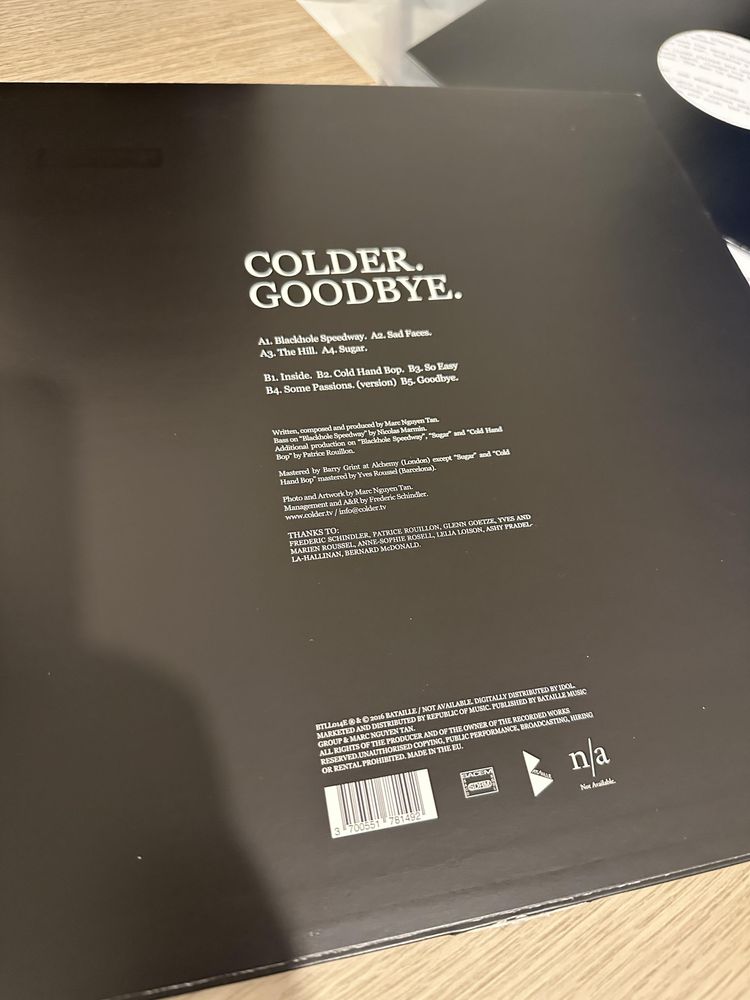 COLDER.
GOODBYE.
A1. Blackhole Speedway. A2. Sad Faces.
A3. The Hill. A4. Sugar.
B1. Inside. B2. Cold Hand Bop. B3. So Easy
B4. Some Passions. (version) B5. Goodbye.
Written, composed and produced by Marc Nguyen Tan.
Bass on "Blackhole Speedway" by Nicolas Marmin.
Additional production on "Blackhole Speedway", "Sugar" and "Cold Hand
Bop" by Patrice Rouillon.
Mastered by Barry Grint at Alchemy (London) except "Sugar" and "Cold
Hand Bop" mastered by Yves Roussel (Barcelona).
Photo and Artwork by Marc Nguyen Tan.
Management and A&R by Frederic Schindler.
www.colder.tv / info@colder.tv
THANKS TO:
FREDERIC SCHINDLER, PATRICE ROUILLON, GLENN GOETZE, YVES AND
MARIEN ROUSSEL, ANNE-SOPHIE ROSELL, LELIA LOISON, ASHY PRADEL-
LA-HALLINAN, BERNARD McDONALD.
BTLL014E ℗ & © 2016 BATAILLE / NOT AVAILABLE. DIGITALLY DISTRIBUTED BY IDOL.
MARKETED AND DISTRIBUTED BY REPUBLIC OF MUSIC. PUBLISHED BY BATAILLE MUSIC
GROUP & MARC NGUYEN TAN.
ALL RIGHTS OF THE PRODUCER AND OF THE OWNER OF THE RECORDED WORKS
RESERVED.UNAUTHORISED COPYING, PUBLIC PERFORMANCE, BROADCASTING, HIRING
OR RENTAL PROHIBITED. MADE IN THE EU.
3 700551 781492
SACEM
SDRM
BATAILLE
n/a
Not Available.